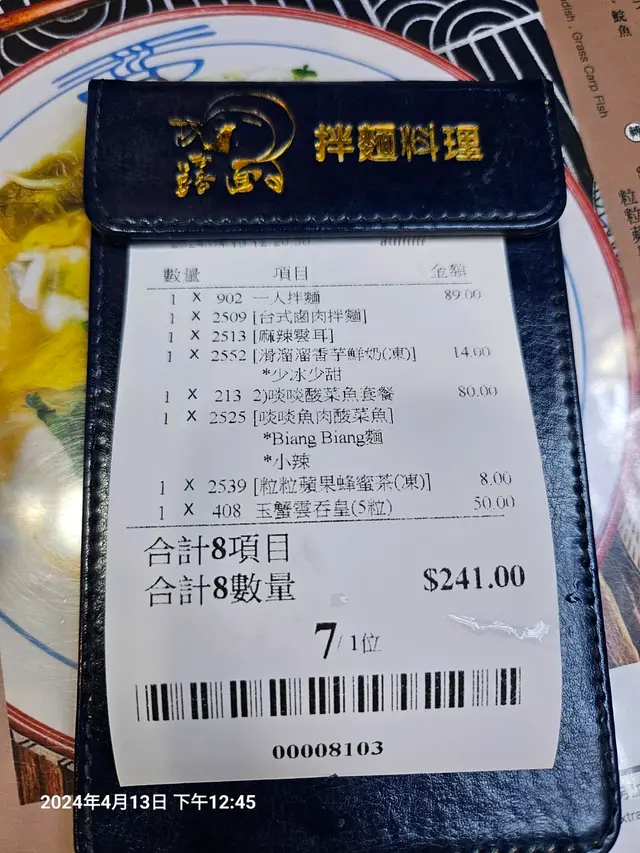 拌麵料理
數量 項目 金額
1 X 902 一人拌麵 89.00
1 X 2509 [台式鹵肉拌麵]
1 X 2513 [麻辣雲耳]
1 X 2552 [滑溜溜香芋鮮奶(凍)] 14.00
*少冰少甜
1 X 213 2)啖啖酸菜魚套餐 80.00
1 X 2525 [啖啖魚肉酸菜魚]
*Biang Biang麵
*小辣
1 X 2539 [粒粒蘋果蜂蜜茶(凍)] 8.00
1 X 408 玉蟹雲吞皇(5粒) 50.00
合計8項目
合計8數量 $241.00
7/1位
00008103
2024年4月13日 下午12:45
Grass Carp Fish